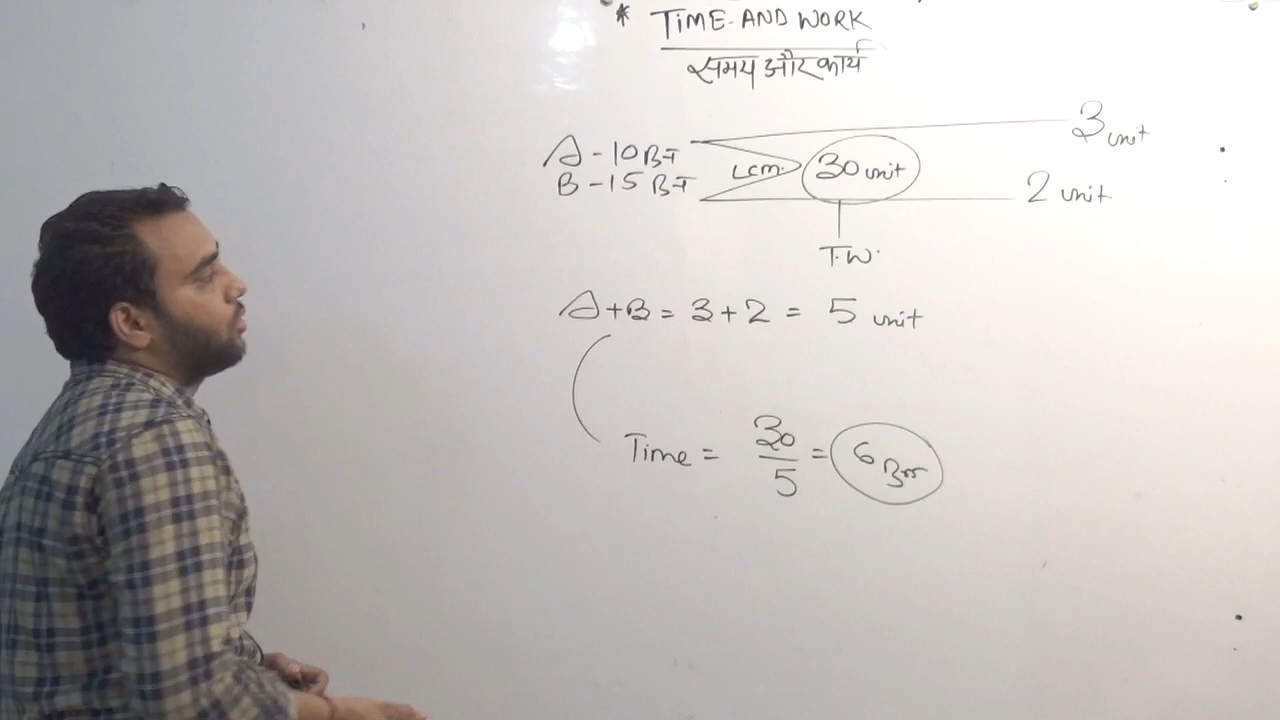 * TIME AND WORK
समय और कार्य
A - 10 दिन
B - 15 दिन
LCM.
30 unit
3 unit
2 unit
T.W.
A+B = 3+2 = 5 unit
Time = 30/5 = 6 दिन